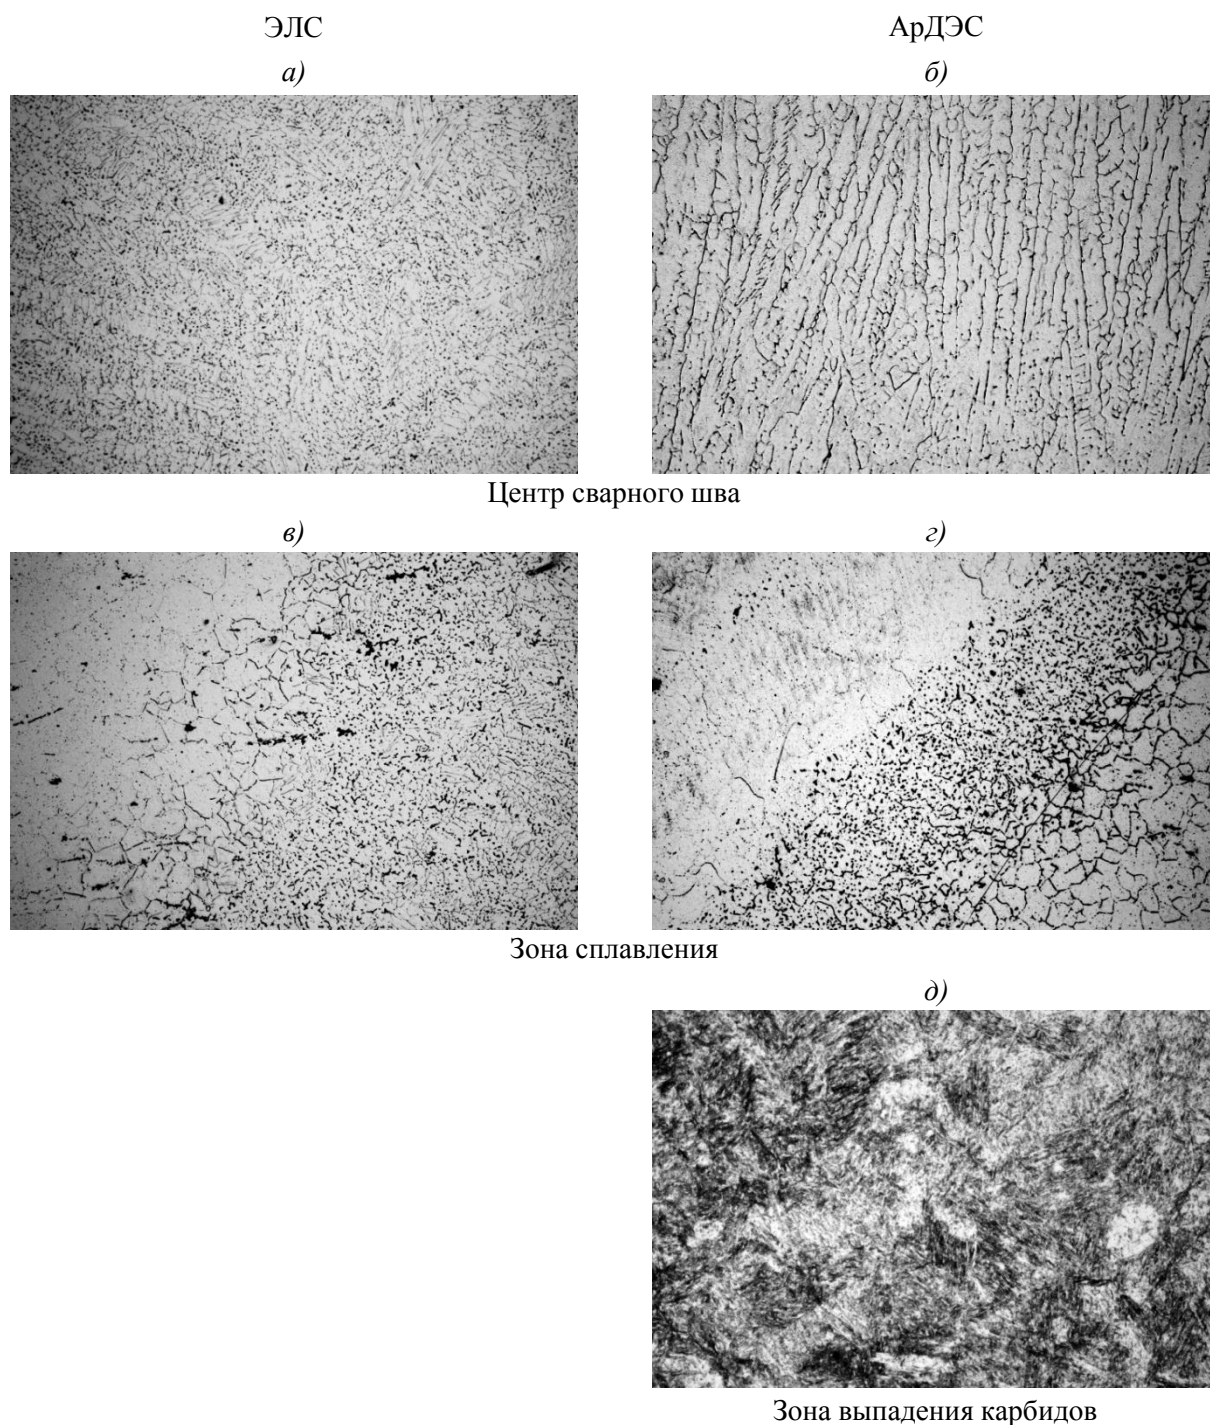 ЭЛС АрДЭС
а) б)
Центр сварного шва
в) г)
Зона сплавления
д)
Зона выпадения карбидов